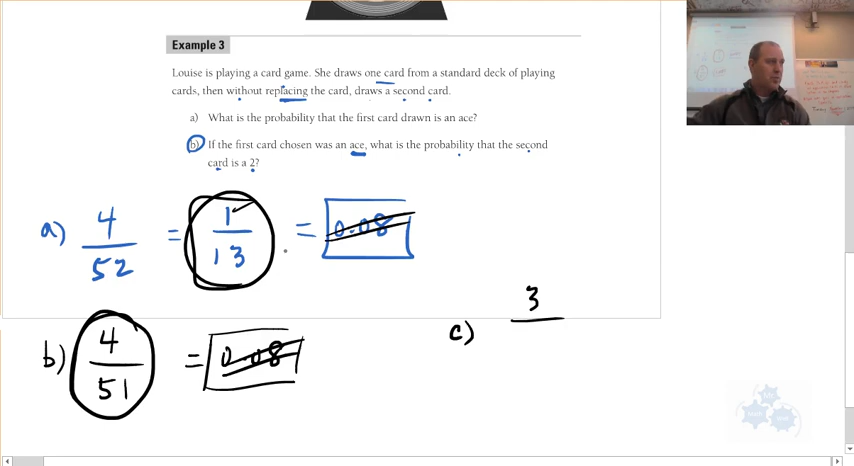 Example 3
Louise is playing a card game. She draws one card from a standard deck of playing
cards, then without replacing the card, draws a second card.
a) What is the probability that the first card drawn is an ace?
b) If the first card chosen was an ace, what is the probability that the second
card is a 2?
a) 4/52 = 1/13 = 0.08
b) 4/51 = 0.08
c) 3